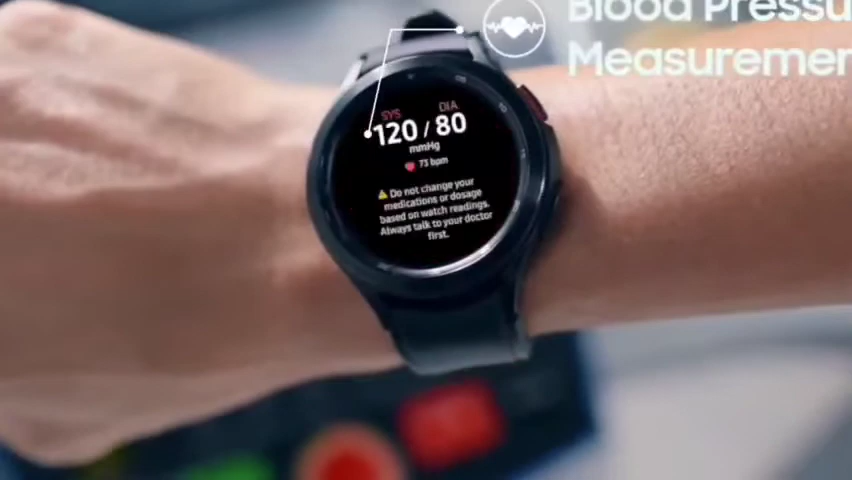 Blood Pressu
Measuremen
SYS DIA
120 / 80
mmHg
73 bpm
Do not change your
medications or dosage
based on watch readings.
Always talk to your doctor
first.